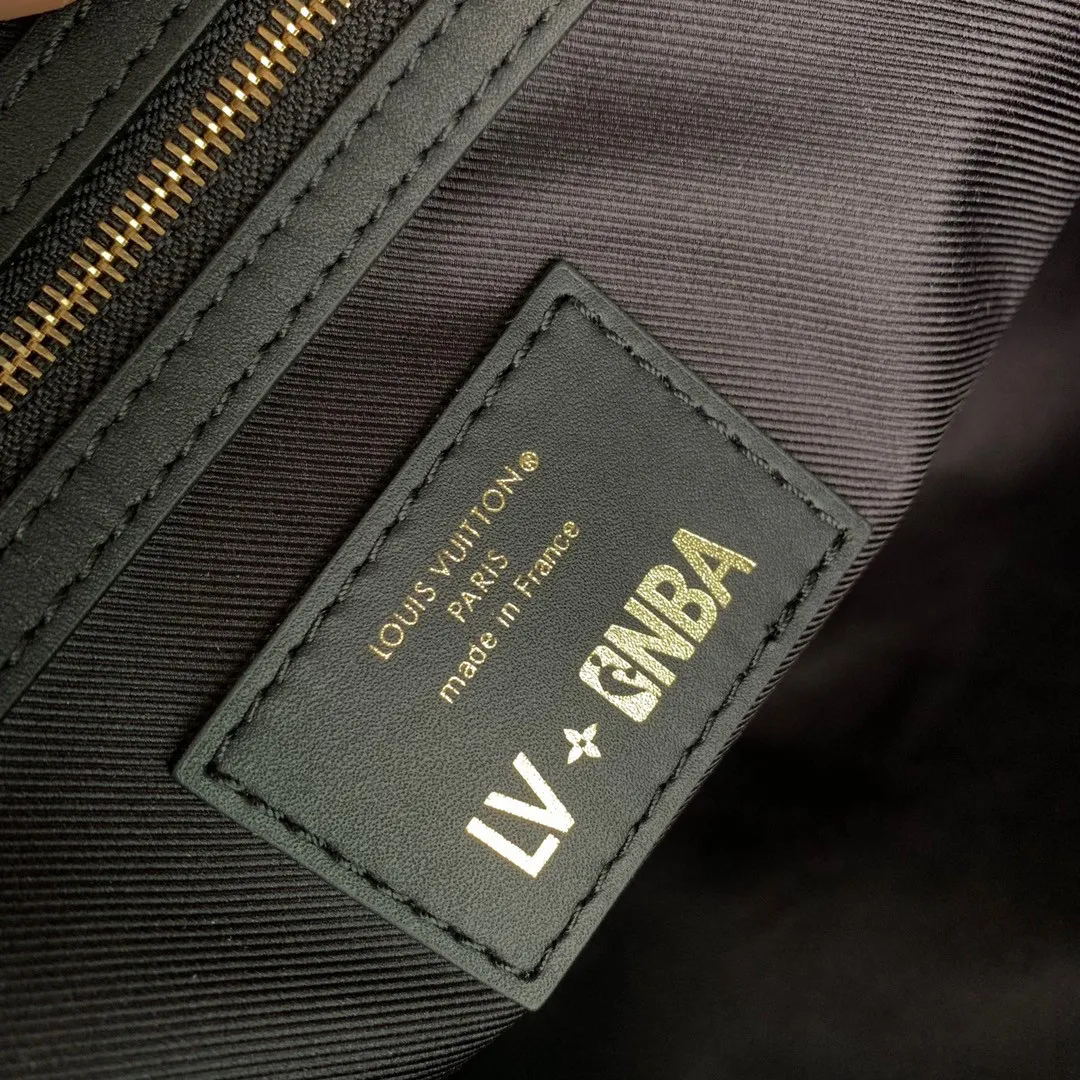 LOUIS VUITTON®
PARIS
made in France
LV NBA